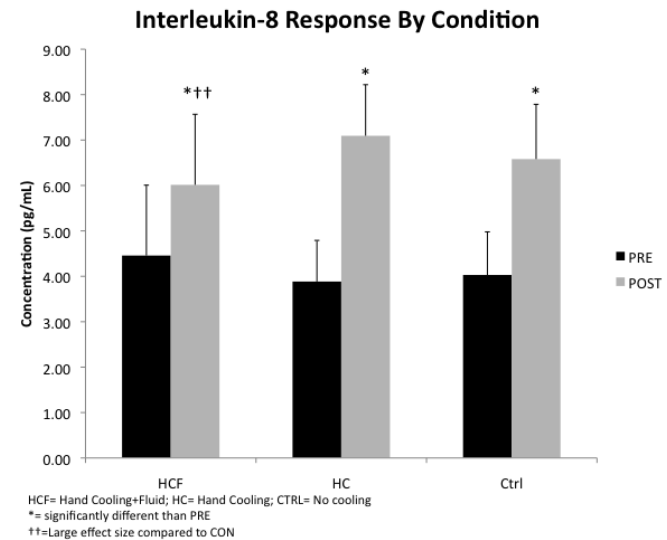 Interleukin-8 Response By Condition
9.00
8.00
7.00
6.00
5.00
4.00
3.00
2.00
1.00
0.00
Concentration (pg/mL)
*††
*
*
PRE
POST
HCF
HC
Ctrl
HCF= Hand Cooling+Fluid; HC= Hand Cooling; CTRL= No cooling
*= significantly different than PRE
††=Large effect size compared to CON